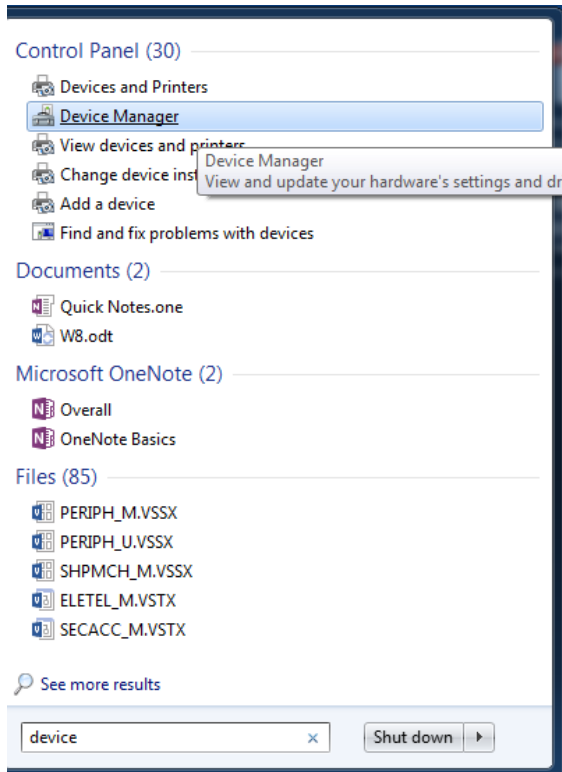 Control Panel (30)
Devices and Printers
Device Manager
View devices and printers
Device Manager
Change device
View and update your hardware's settings and
Add a device
Find and fix problems with devices
Documents (2)
Quick Notes.one
W8.odt
Microsoft OneNote (2)
Overall
OneNote Basics
Files (85)
PERIPH_M.VSSX
PERIPH_U.VSSX
SHPMCH_M.VSSX
ELETEL_M.VSTX
SECACC_M.VSTX
See more results
device
Shut down